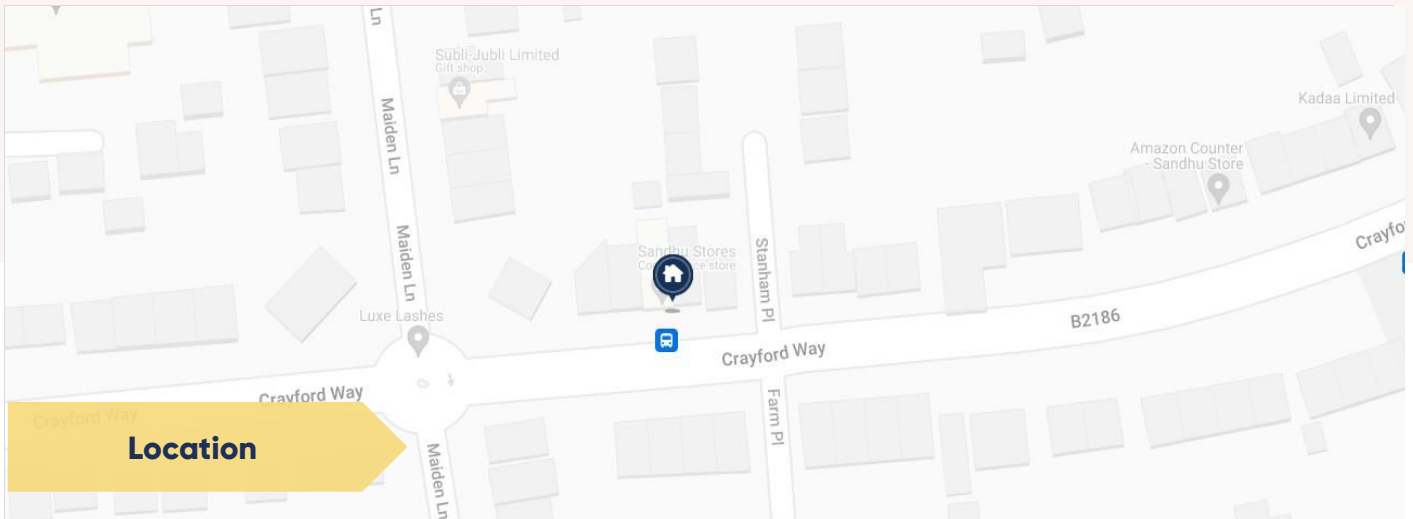 Ln
Subli-Jubli Limited
Gift shop
Maiden Ln
Kadaa Limited
Amazon Counter
- Sandhu Store
Maiden Ln
Sandhu Stores
store
Stanham Pl
Crayfo
Luxe Lashes
B2186
Crayford Way
Crayford Way
Crayford Way
Farm Pl
Location
Maiden Ln